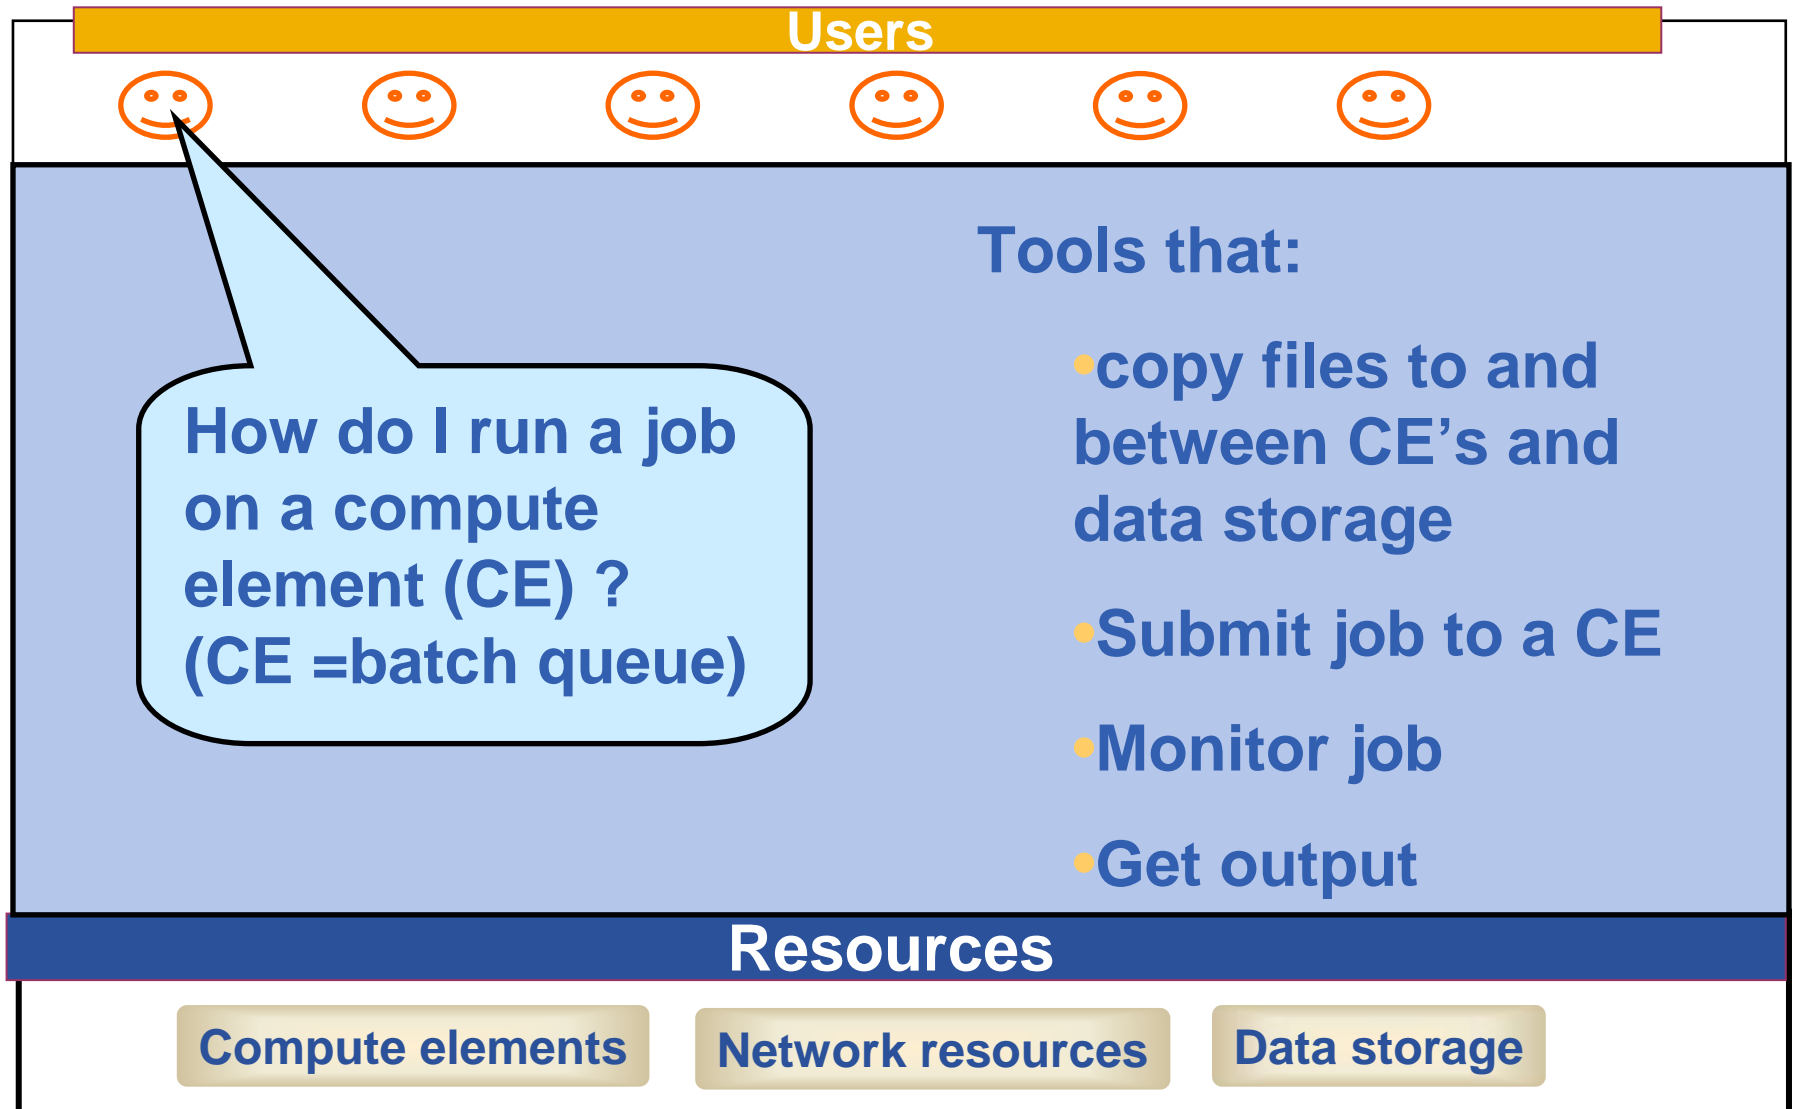 Users
How do I run a job
on a compute
element (CE) ?
(CE =batch queue)
Tools that:
•copy files to and
between CE’s and
data storage
•Submit job to a CE
•Monitor job
•Get output
Resources
Compute elements
Network resources
Data storage